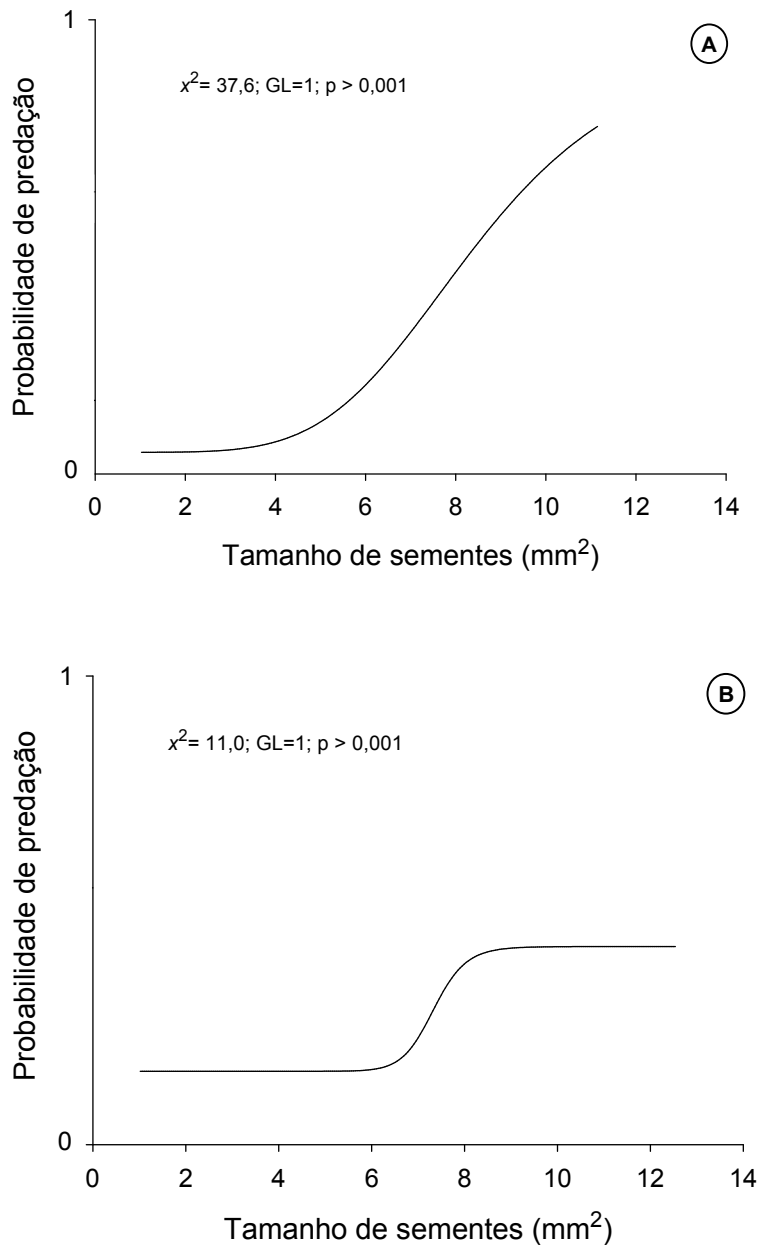 1
A
x²= 37,6; GL=1; p > 0,001
Probabilidade de predação
0
0 2 4 6 8 10 12 14
Tamanho de sementes (mm²)
1
B
x²= 11,0; GL=1; p > 0,001
Probabilidade de predação
0
0 2 4 6 8 10 12 14
Tamanho de sementes (mm²)